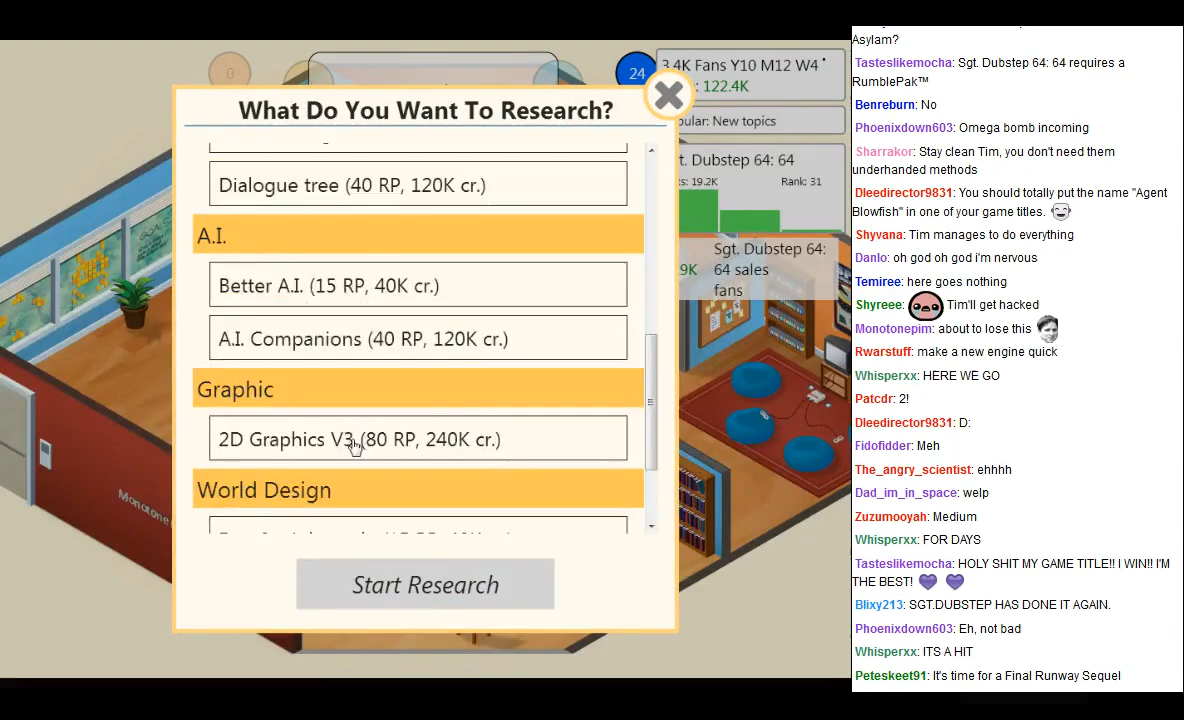 0
24
3.4K Fans Y10 M12 W4
: 122.4K
pular: New topics
What Do You Want To Research?
Dialogue tree (40 RP, 120K cr.)
A.I.
Better A.I. (15 RP, 40K cr.)
A.I. Companions (40 RP, 120K cr.)
Graphic
2D Graphics V3 (80 RP, 240K cr.)
World Design
Start Research
t. Dubstep 64: 64
ts: 19.2K Rank: 31
Sgt. Dubstep 64:
9K 64 sales
fans
GOALS
Monotone
Asylam?
Tasteslikemocha: Sgt. Dubstep 64: 64 requires a
RumblePak™
Benreburn: No
Phoenixdown603: Omega bomb incoming
Sharrakor: Stay clean Tim, you don't need them
underhanded methods
Dleedirector9831: You should totally put the name "Agent
Blowfish" in one of your game titles.
Shyvana: Tim manages to do everything
Danlo: oh god oh god i'm nervous
Temiree: here goes nothing
Shyreee: Tim'll get hacked
Monotonepim: about to lose this
Rwarstuff: make a new engine quick
Whisperxx: HERE WE GO
Patcdr: 2!
Dleedirector9831: D:
Fidofidder: Meh
The_angry_scientist: ehhhh
Dad_im_in_space: welp
Zuzumooyah: Medium
Whisperxx: FOR DAYS
Tasteslikemocha: HOLY SHIT MY GAME TITLE!! I WIN!! I'M
THE BEST!
Blixy213: SGT.DUBSTEP HAS DONE IT AGAIN.
Phoenixdown603: Eh, not bad
Whisperxx: ITS A HIT
Peteskeet91: It's time for a Final Runway Sequel